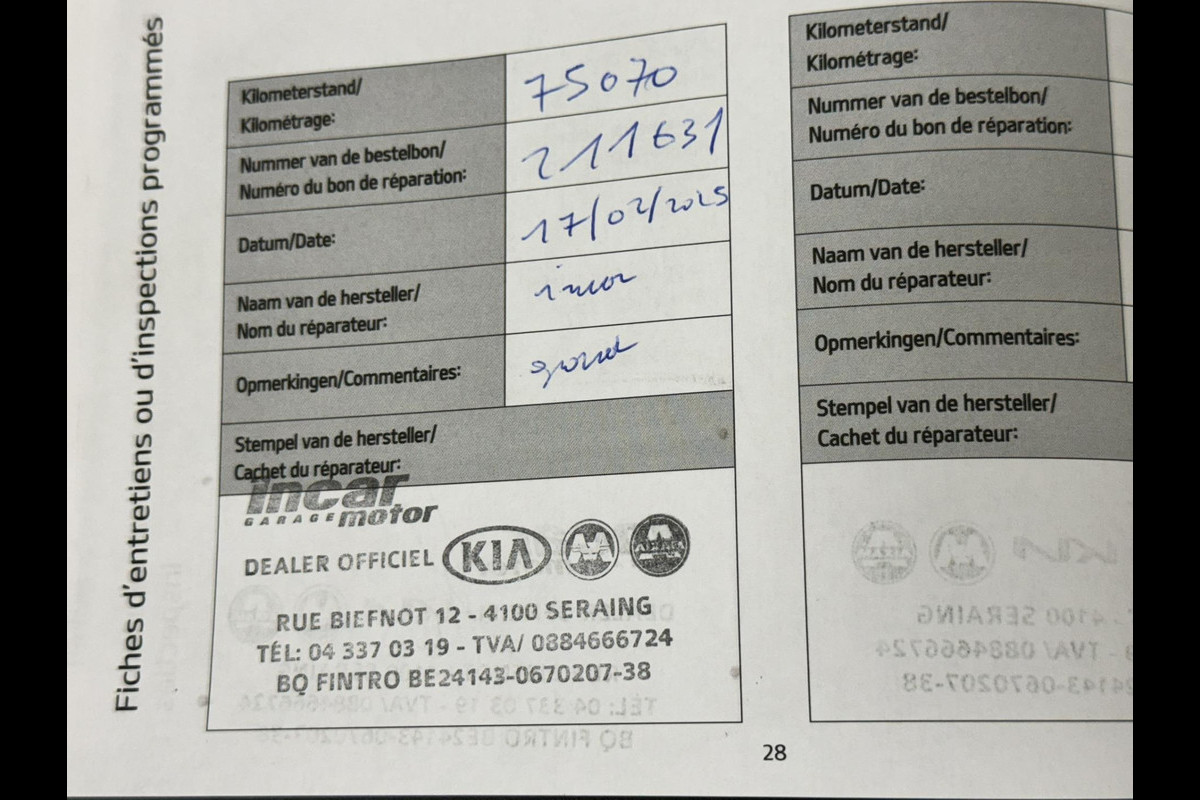 Fiches d'entretiens ou d'inspections programmés
Kilometerstand/
Kilométrage:
75070
Nummer van de bestelbon/
Numéro du bon de réparation:
211631
Datum/Date:
17/02/2025
Naam van de hersteller/
Nom du réparateur:
incar
Opmerkingen/Commentaires:
Stempel van de hersteller/
Cachet du réparateur:
incar
GARAGE motor
DEALER OFFICIEL KIA
RUE BIEFNOT 12 - 4100 SERAING
TÉL: 04 337 03 19 - TVA/ 0884666724
BQ FINTRO BE24143-0670207-38
Kilometerstand/
Kilométrage:
Nummer van de bestelbon/
Numéro du bon de réparation:
Datum/Date:
Naam van de hersteller/
Nom du réparateur:
Opmerkingen/Commentaires:
Stempel van de hersteller/
Cachet du réparateur:
28